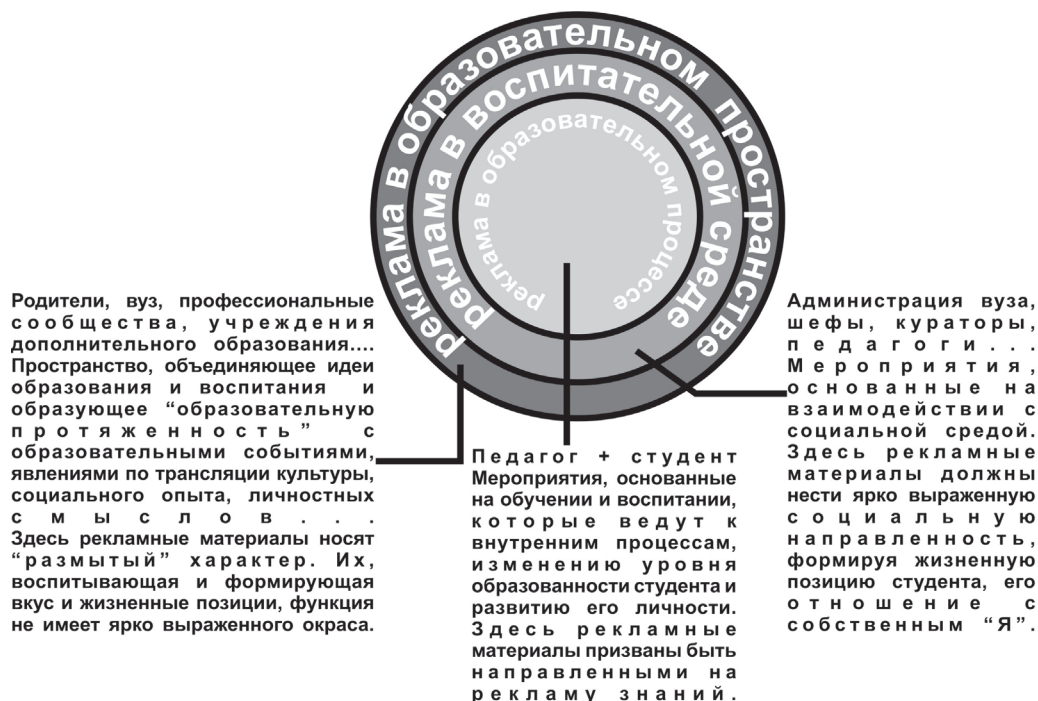 реклама в образовательном пространстве
реклама в воспитательной среде
реклама в образовательном процессе
Родители, вуз, профессиональные
сообщества, учреждения
дополнительного образования....
Пространство, объединяющее идеи
образования и воспитания и
образующее “образовательную
протяженность” с
образовательными событиями,
явлениями по трансляции культуры,
социального опыта, личностных
смыслов...
Здесь рекламные материалы носят
“размытый” характер. Их,
воспитывающая и формирующая
вкус и жизненные позиции, функция
не имеет ярко выраженного окраса.
Педагог + студент
Мероприятия, основанные
на обучении и воспитании,
которые ведут к
внутренним процессам,
изменению уровня
образованности студента и
развитию его личности.
Здесь рекламные
материалы призваны быть
направленными на
рекламу знаний.
Администрация вуза,
шефы, кураторы,
педагоги...
Мероприятия,
основанные на
взаимодействии с
социальной средой.
Здесь рекламные
материалы должны
нести ярко выраженную
социальную
направленность,
формируя жизненную
позицию студента, его
отношение с
собственным “Я”.